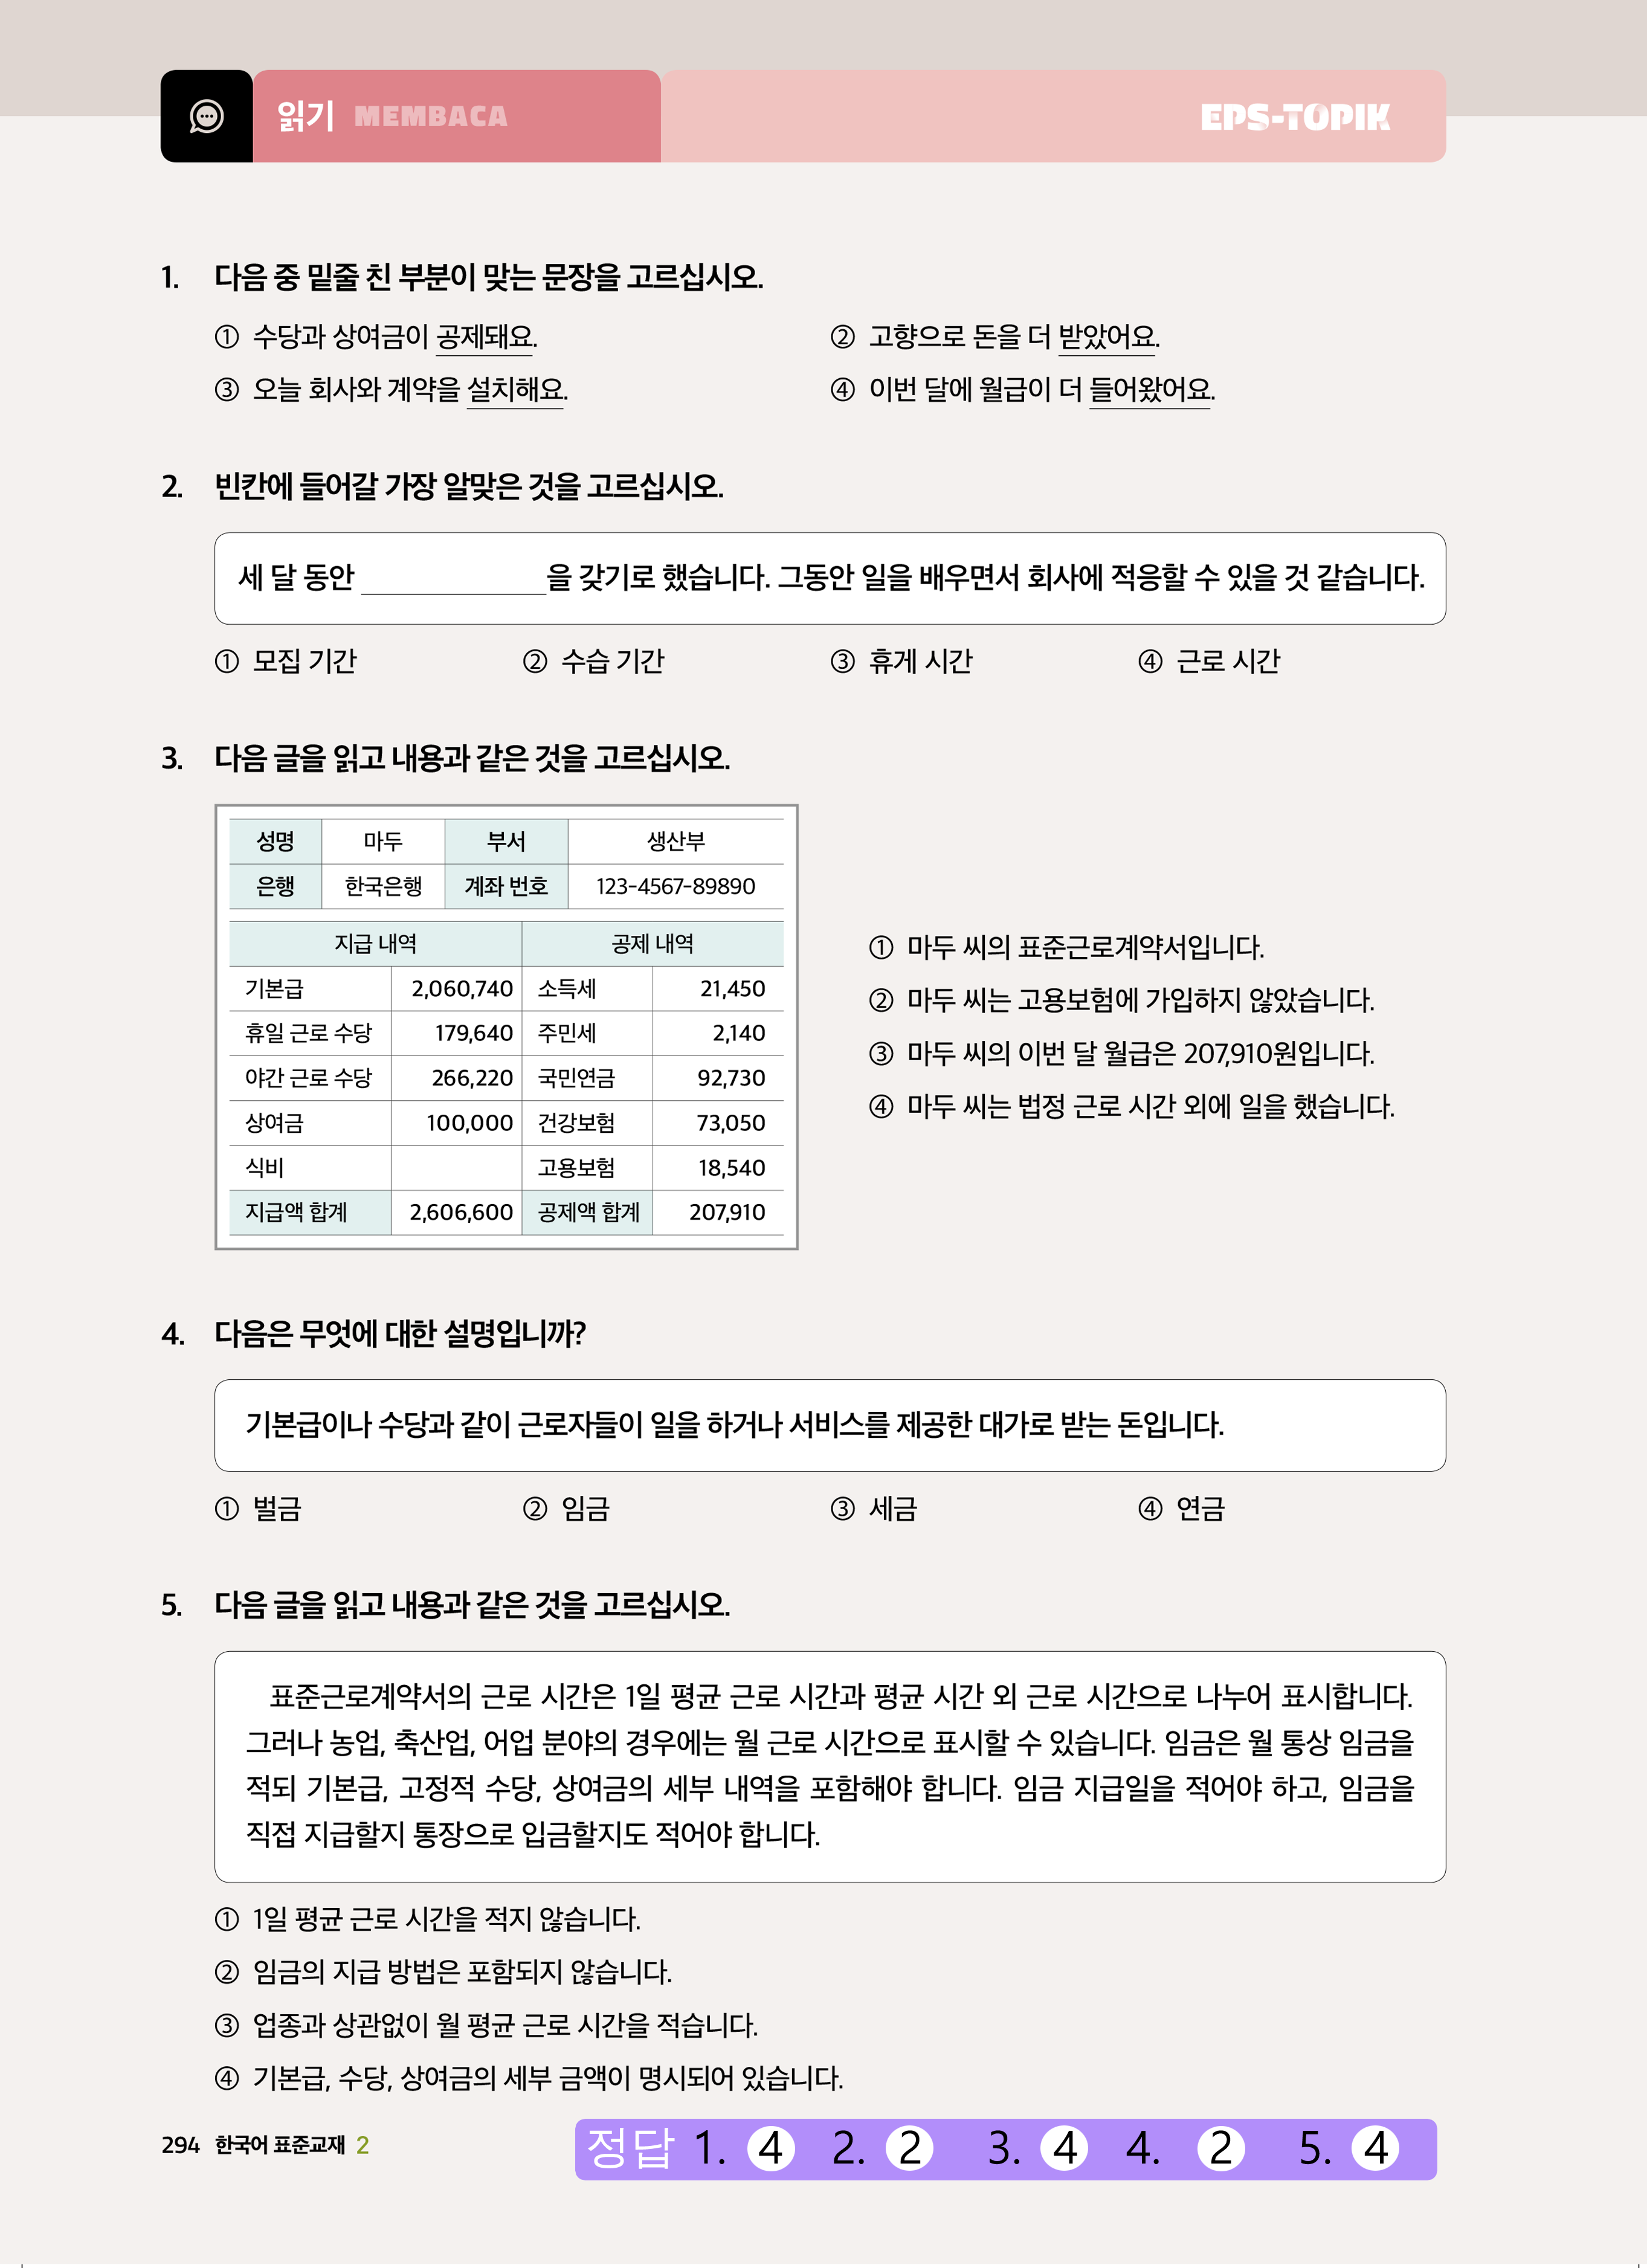 읽기 MEMBACA EPS-TOPIK
1. 다음 중 밑줄 친 부분이 맞는 문장을 고르십시오.
① 수당과 상여금이 공제돼요. ② 고향으로 돈을 더 받았어요.
③ 오늘 회사와 계약을 설치해요. ④ 이번 달에 월급이 더 들어왔어요.
2. 빈칸에 들어갈 가장 알맞은 것을 고르십시오.
세 달 동안 ____________을 갖기로 했습니다. 그동안 일을 배우면서 회사에 적응할 수 있을 것 같습니다.
① 모집 기간 ② 수습 기간 ③ 휴게 시간 ④ 근로 시간
3. 다음 글을 읽고 내용과 같은 것을 고르십시오.
성명 마두 부서 생산부
은행 한국은행 계좌 번호 123-4567-89890
지급 내역 공제 내역
기본급 2,060,740 소득세 21,450
휴일 근로 수당 179,640 주민세 2,140
야간 근로 수당 266,220 국민연금 92,730
상여금 100,000 건강보험 73,050
식비 고용보험 18,540
지급액 합계 2,606,600 공제액 합계 207,910
① 마두 씨의 표준근로계약서입니다.
② 마두 씨는 고용보험에 가입하지 않았습니다.
③ 마두 씨의 이번 달 월급은 207,910원입니다.
④ 마두 씨는 법정 근로 시간 외에 일을 했습니다.
4. 다음은 무엇에 대한 설명입니까?
기본급이나 수당과 같이 근로자들이 일을 하거나 서비스를 제공한 대가로 받는 돈입니다.
① 벌금 ② 임금 ③ 세금 ④ 연금
5. 다음 글을 읽고 내용과 같은 것을 고르십시오.
표준근로계약서의 근로 시간은 1일 평균 근로 시간과 평균 시간 외 근로 시간으로 나누어 표시합니다.
그러나 농업, 축산업, 어업 분야의 경우에는 월 근로 시간으로 표시할 수 있습니다. 임금은 월 통상 임금을
적되 기본급, 고정적 수당, 상여금의 세부 내역을 포함해야 합니다. 임금 지급일을 적어야 하고, 임금을
직접 지급할지 통장으로 입금할지도 적어야 합니다.
① 1일 평균 근로 시간을 적지 않습니다.
② 임금의 지급 방법은 포함되지 않습니다.
③ 업종과 상관없이 월 평균 근로 시간을 적습니다.
④ 기본급, 수당, 상여금의 세부 금액이 명시되어 있습니다.
294 한국어 표준교재 2
정답 1. 4 2. 2 3. 4 4. 2 5. 4